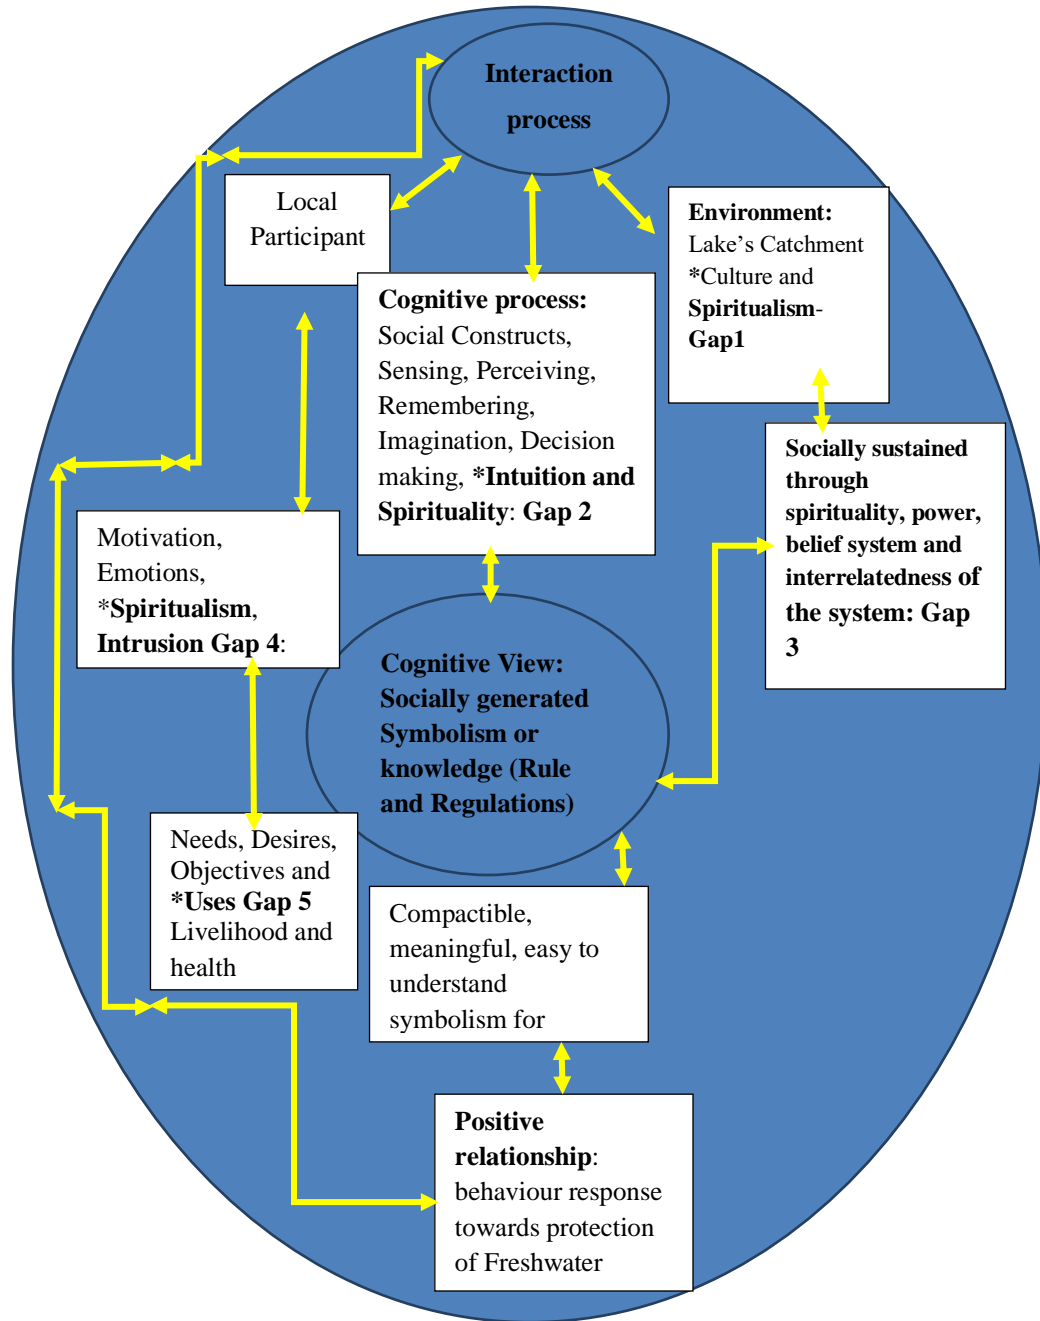 Interaction
process
Local
Participant
Environment:
Lake's Catchment
*Culture and
Spiritualism-
Gap1
Cognitive process:
Social Constructs,
Sensing, Perceiving,
Remembering,
Imagination, Decision
making, *Intuition and
Spirituality: Gap 2
Socially sustained
through
spirituality, power,
belief system and
interrelatedness of
the system: Gap
3
Motivation,
Emotions,
*Spiritualism,
Intrusion Gap 4:
Cognitive View:
Socially generated
Symbolism or
knowledge (Rule
and Regulations)
Needs, Desires,
Objectives and
*Uses Gap 5
Livelihood and
health
Compactible,
meaningful, easy to
understand
symbolism for
Positive
relationship:
behaviour response
towards protection
of Freshwater